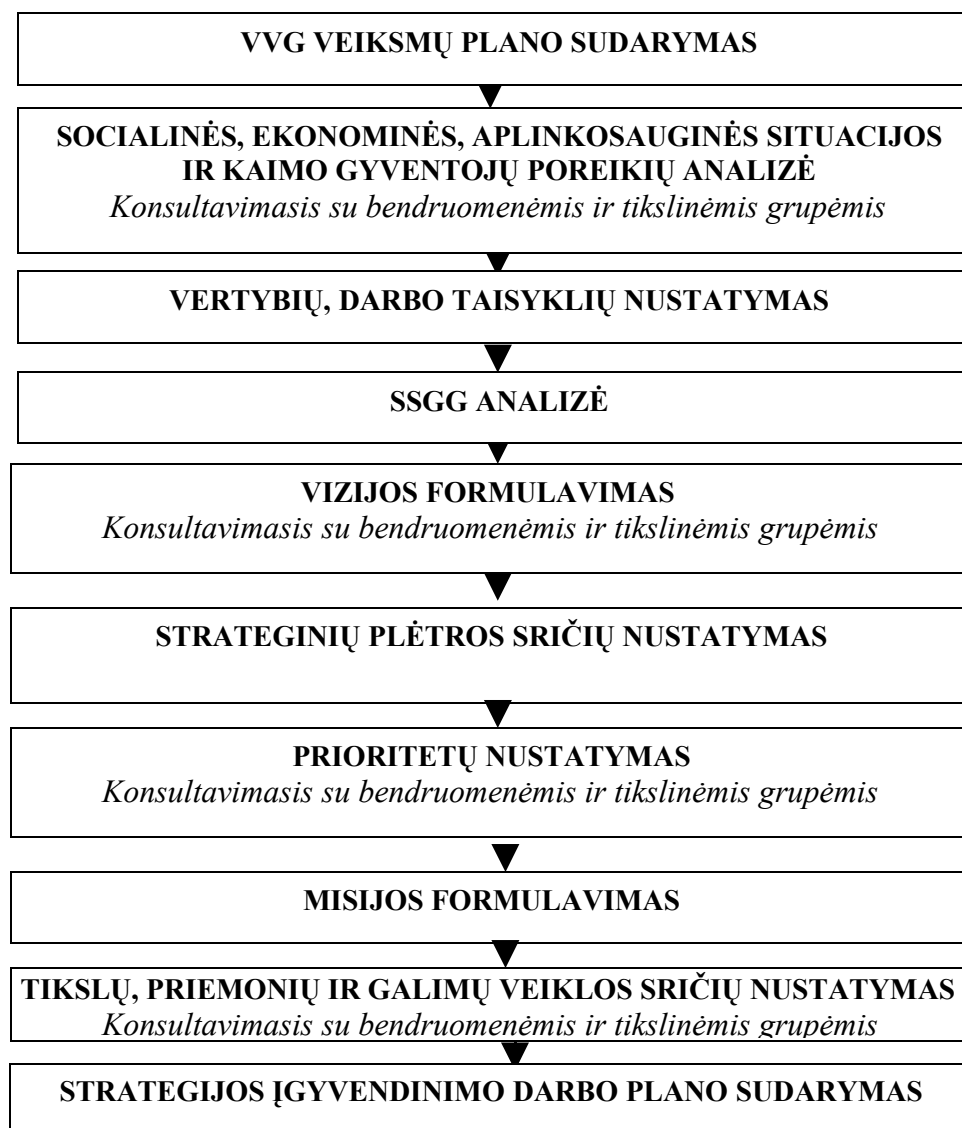 VVG VEIKSMŲ PLANO SUDARYMAS
SOCIALINĖS, EKONOMINĖS, APLINKOSAUGINĖS SITUACIJOS
IR KAIMO GYVENTOJŲ POREIKIŲ ANALIZĖ
Konsultavimasis su bendruomenėmis ir tikslinėmis grupėmis
VERTYBIŲ, DARBO TAISYKLIŲ NUSTATYMAS
SSGG ANALIZĖ
VIZIJOS FORMULAVIMAS
Konsultavimasis su bendruomenėmis ir tikslinėmis grupėmis
STRATEGINIŲ PLĖTROS SRIČIŲ NUSTATYMAS
PRIORITETŲ NUSTATYMAS
Konsultavimasis su bendruomenėmis ir tikslinėmis grupėmis
MISIJOS FORMULAVIMAS
TIKSLŲ, PRIEMONIŲ IR GALIMŲ VEIKLOS SRIČIŲ NUSTATYMAS
Konsultavimasis su bendruomenėmis ir tikslinėmis grupėmis
STRATEGIJOS ĮGYVENDINIMO DARBO PLANO SUDARYMAS